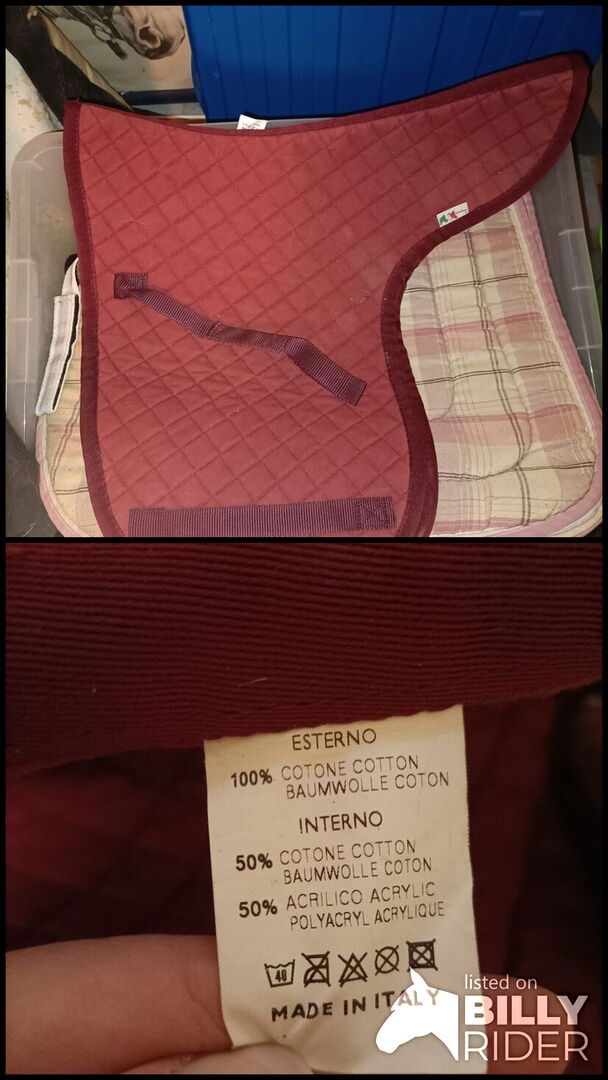 ESTERNO
100% COTONE COTTON
BAUMWOLLE COTON
INTERNO
50% COTONE COTTON
BAUMWOLLE COTON
50% ACRILICO ACRYLIC
POLYACRYL ACRYLIQUE
40
MADE IN ITALY
listed on
BILLY
RIDER